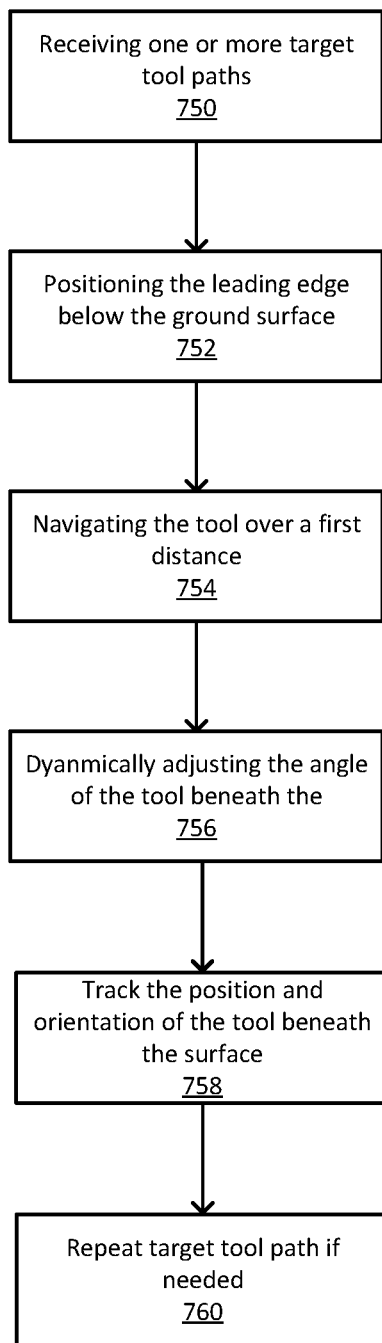 Receiving one or more target
tool paths
750
Positioning the leading edge
below the ground surface
752
Navigating the tool over a first
distance
754
Dyanmically adjusting the angle
of the tool beneath the
756
Track the position and
orientation of the tool beneath
the surface
758
Repeat target tool path if
needed
760